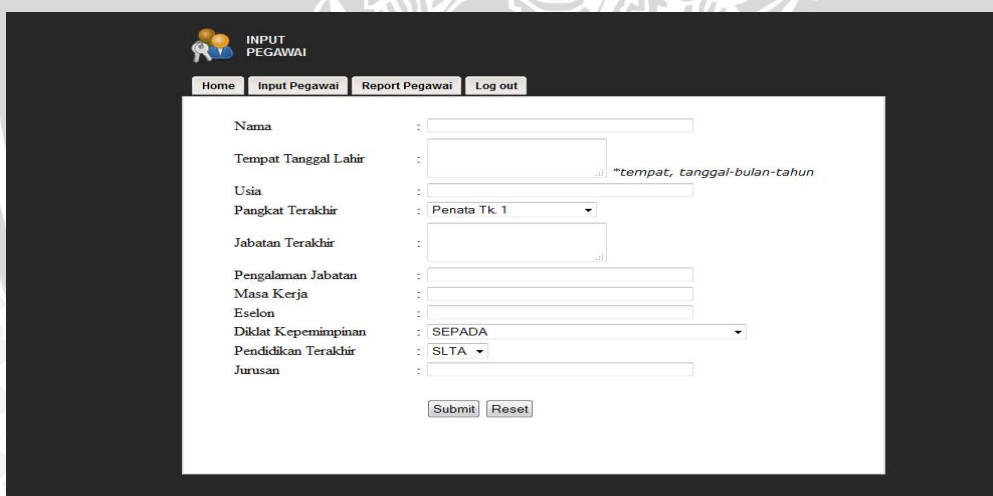 INPUT
PEGAWAI
Home Input Pegawai Report Pegawai Log out
Nama :
Tempat Tanggal Lahir : *tempat, tanggal-bulan-tahun
Usia :
Pangkat Terakhir : Penata Tk. 1
Jabatan Terakhir :
Pengalaman Jabatan :
Masa Kerja :
Eselon :
Diklat Kepemimpinan : SEPADA
Pendidikan Terakhir : SLTA
Jurusan :
Submit Reset